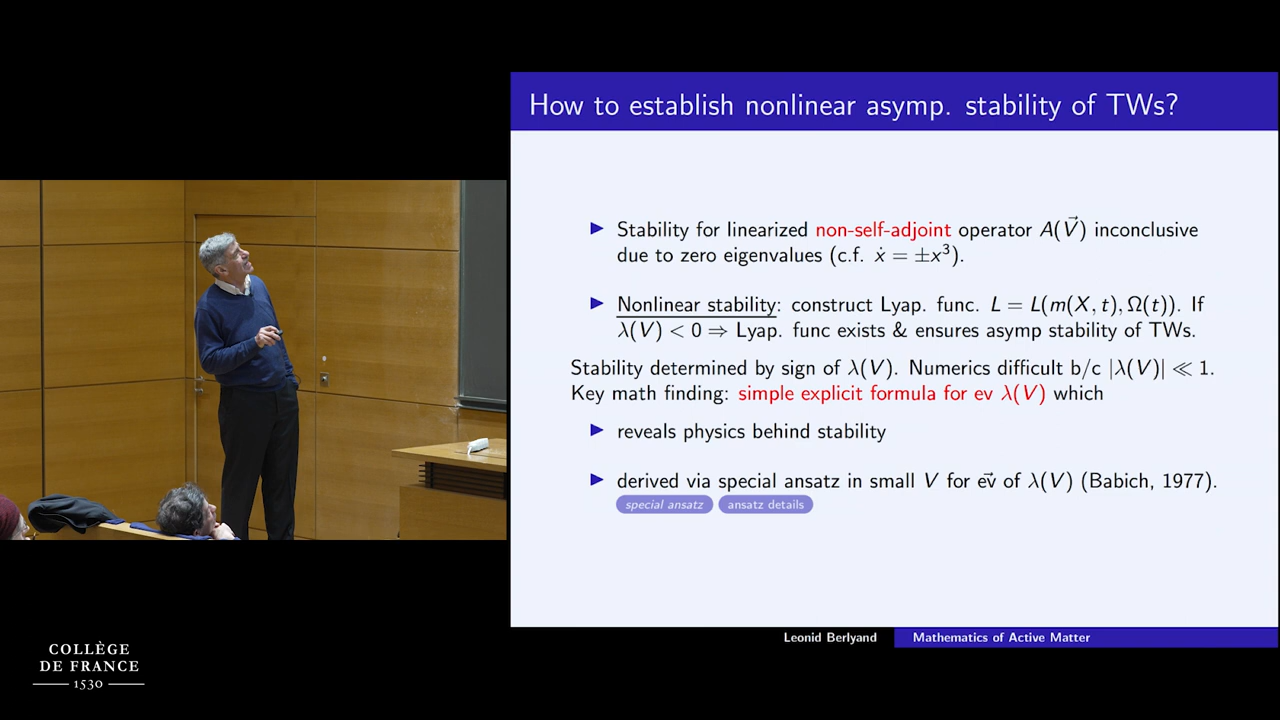 How to establish nonlinear asymp. stability of TWs?
▶ Stability for linearized non-self-adjoint operator A(V⃗) inconclusive
due to zero eigenvalues (c.f. ẋ = ±x³).
▶ Nonlinear stability: construct Lyap. func. L = L(m(X, t), Ω(t)). If
λ(V) < 0 ⇒ Lyap. func exists & ensures asymp stability of TWs.
Stability determined by sign of λ(V). Numerics difficult b/c |λ(V)| ≪ 1.
Key math finding: simple explicit formula for ev λ(V) which
▶ reveals physics behind stability
▶ derived via special ansatz in small V for ev⃗ of λ(V) (Babich, 1977).
special ansatz ansatz details
Leonid Berlyand Mathematics of Active Matter
COLLÈGE
DE FRANCE
1530